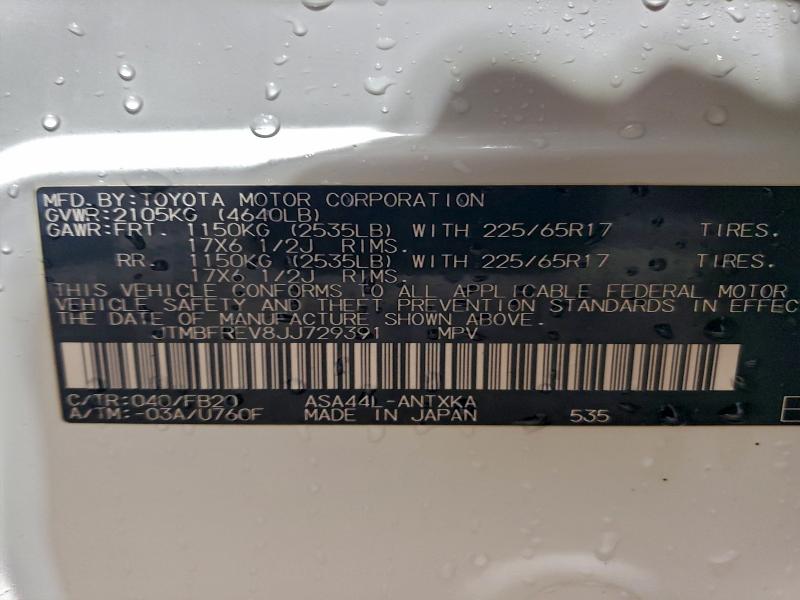 MFD. BY: TOYOTA MOTOR CORPORATION
GVWR: 2105KG (4640LB)
GAWR: FRT. 1150KG (2535LB) WITH 225/65R17 TIRES.
17X6 1/2J RIMS.
RR. 1150KG (2535LB) WITH 225/65R17 TIRES.
17X6 1/2J RIMS.
THIS VEHICLE CONFORMS TO ALL APPLICABLE FEDERAL MOTOR
VEHICLE SAFETY AND THEFT PREVENTION STANDARDS IN EFFEC
THE DATE OF MANUFACTURE SHOWN ABOVE.
JTMBFREV8JJ729391 MPV
C/TR: 040/FB20 ASA44L-ANTXKA
A/TM: -03A/U760F MADE IN JAPAN 535